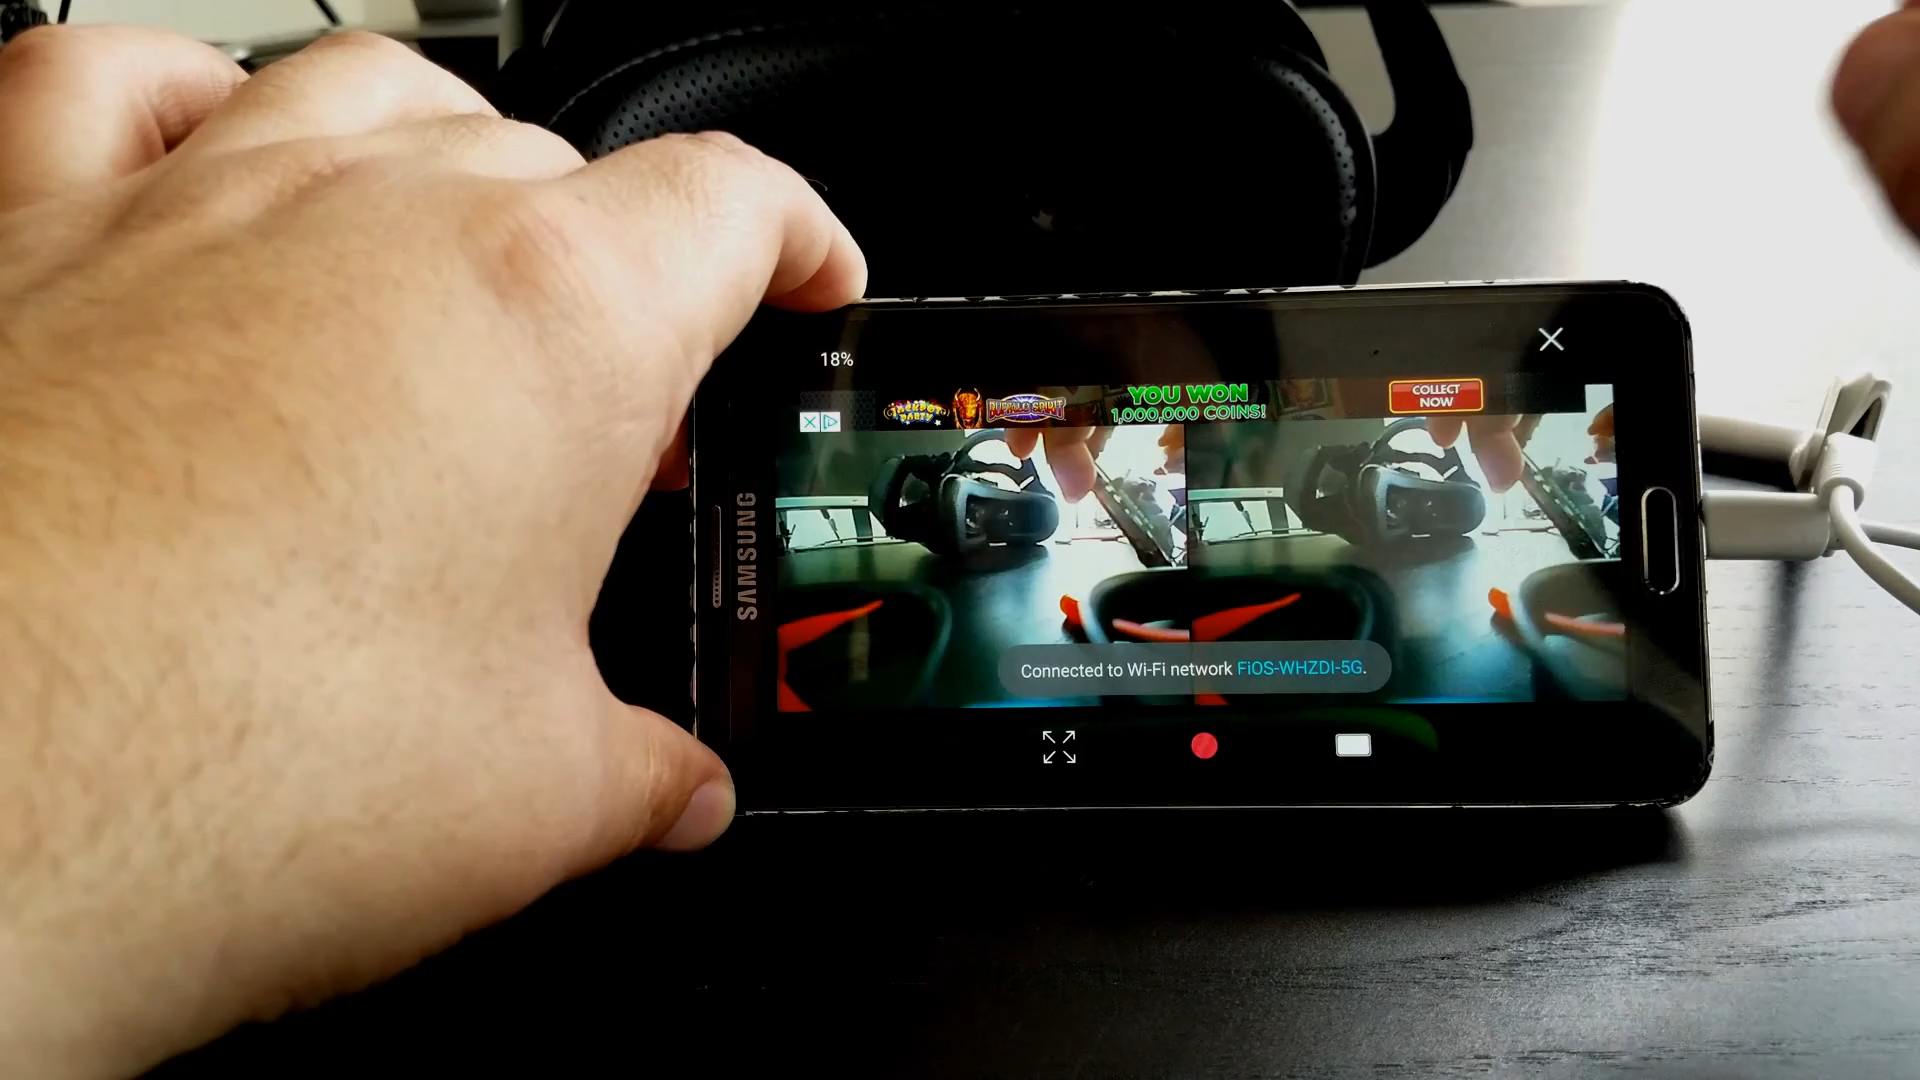 18%
JACKPOT
PARTY
BUFFALO SPIRIT
YOU WON
1,000,000 COINS!
COLLECT
NOW
SAMSUNG
Connected to Wi-Fi network FiOS-WHZDI-5G.